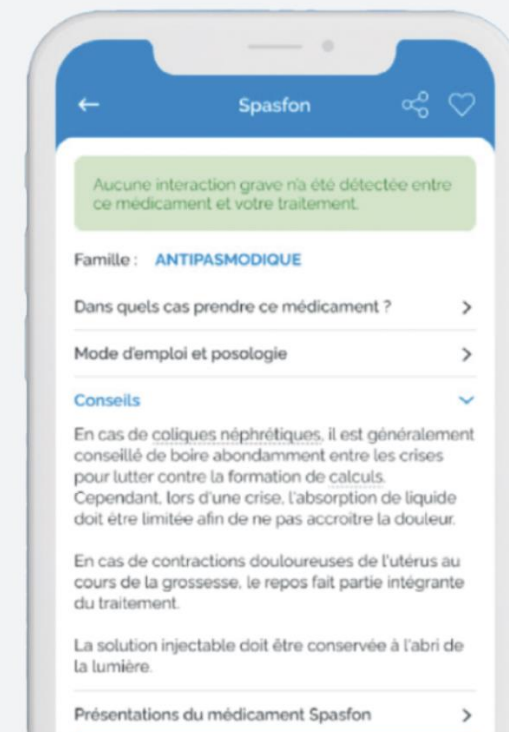 Spasfon
Aucune interaction grave n'a été détectée entre
ce médicament et votre traitement.
Famille : ANTIPASMODIQUE
Dans quels cas prendre ce médicament ?
Mode d'emploi et posologie
Conseils
En cas de coliques néphrétiques, il est généralement
conseillé de boire abondamment entre les crises
pour lutter contre la formation de calculs.
Cependant, lors d'une crise, l'absorption de liquide
doit être limitée afin de ne pas accroître la douleur.
En cas de contractions douloureuses de l'utérus au
cours de la grossesse, le repos fait partie intégrante
du traitement.
La solution injectable doit être conservée à l'abri de
la lumière.
Présentations du médicament Spasfon